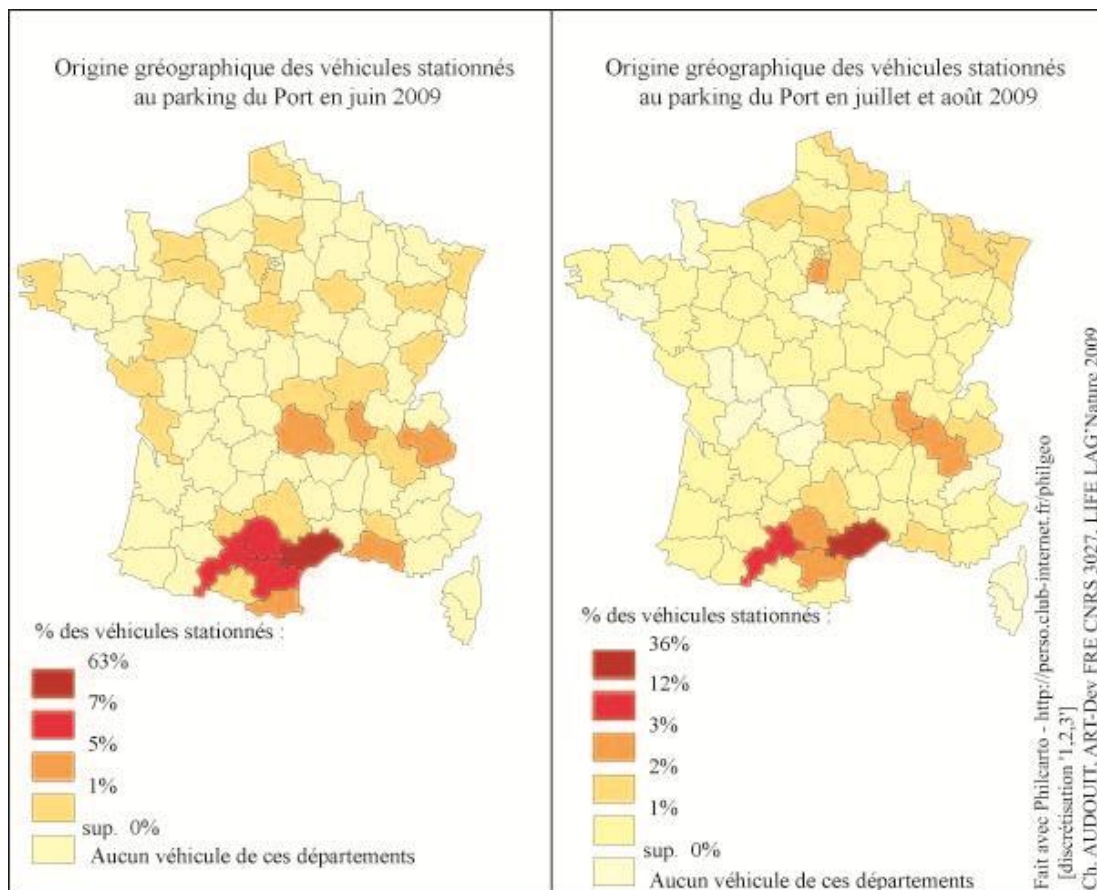 Origine gréographique des véhicules stationnés
au parking du Port en juin 2009
% des véhicules stationnés :
63%
7%
5%
1%
sup. 0%
Aucun véhicule de ces départements
Origine gréographique des véhicules stationnés
au parking du Port en juillet et août 2009
% des véhicules stationnés :
36%
12%
3%
2%
1%
sup. 0%
Aucun véhicule de ces départements
Fait avec Philcarto - http://perso.club-internet.fr/philgeo
[discrétisation '1,2,3']
Ch. AUDOUIT, ART-Dev FRE CNRS 3027, LIFE LAG'Nature 2009